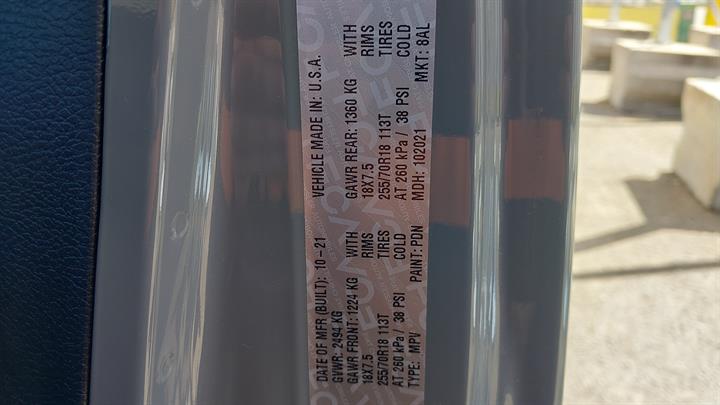 DATE OF MFR (BUILT): 10-21 VEHICLE MADE IN: U.S.A.
GVWR: 2494 KG
GAWR FRONT: 1224 KG WITH GAWR REAR: 1360 KG WITH
18X7.5 RIMS 18X7.5 RIMS
255/70R18 113T TIRES 255/70R18 113T TIRES
AT 260 kPa / 38 PSI COLD AT 260 kPa / 38 PSI COLD
TYPE: MPV PAINT: PDN MDH: 102021 MKT: 8AL